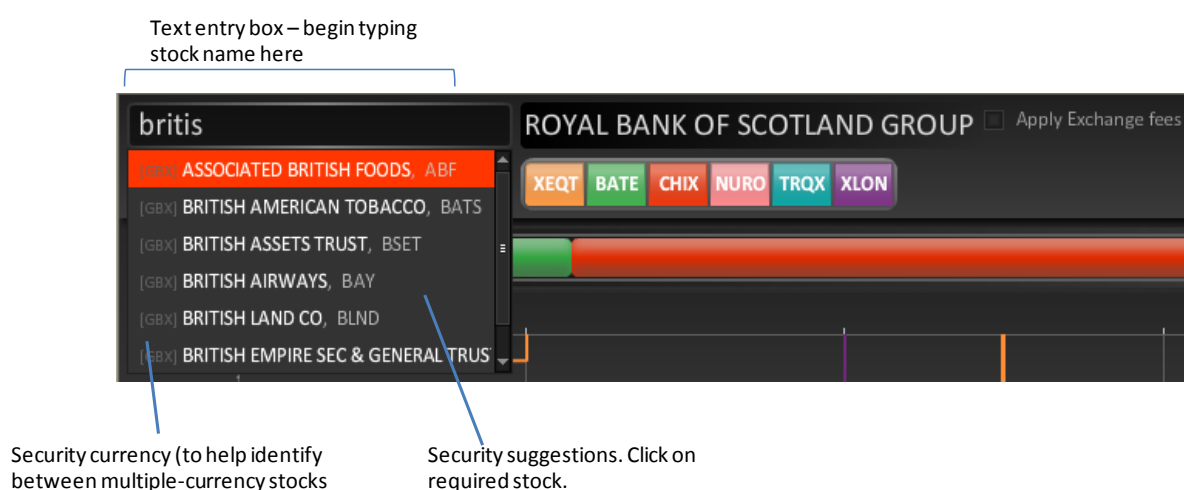 Text entry box – begin typing
stock name here
britis
ROYAL BANK OF SCOTLAND GROUP
Apply Exchange fees
[GBX] ASSOCIATED BRITISH FOODS, ABF
XEQT BATE CHIX NURO TRQX XLON
[GBX] BRITISH AMERICAN TOBACCO, BATS
[GBX] BRITISH ASSETS TRUST, BSET
[GBX] BRITISH AIRWAYS, BAY
[GBX] BRITISH LAND CO, BLND
[GBX] BRITISH EMPIRE SEC & GENERAL TRUS
Security currency (to help identify
between multiple-currency stocks
Security suggestions. Click on
required stock.